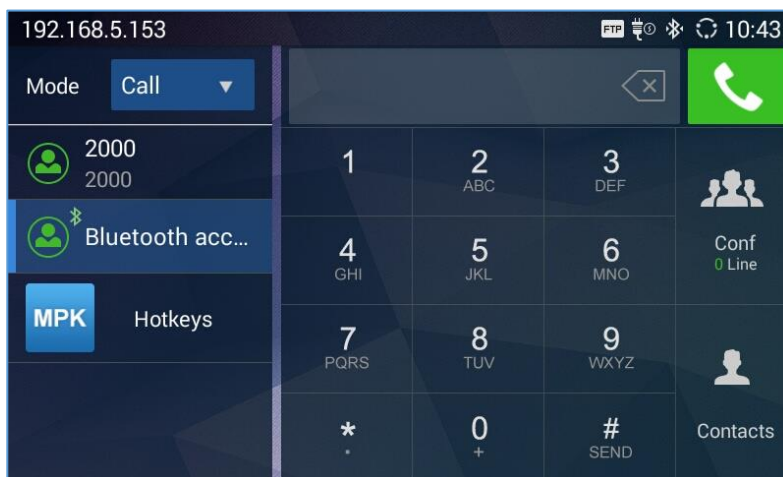 192.168.5.153
FTP
10:43
Mode
Call
2000
2000
Bluetooth acc...
MPK
Hotkeys
1
2
ABC
3
DEF
4
GHI
5
JKL
6
MNO
7
PQRS
8
TUV
9
WXYZ
*
.
0
+
#
SEND
Conf
0 Line
Contacts